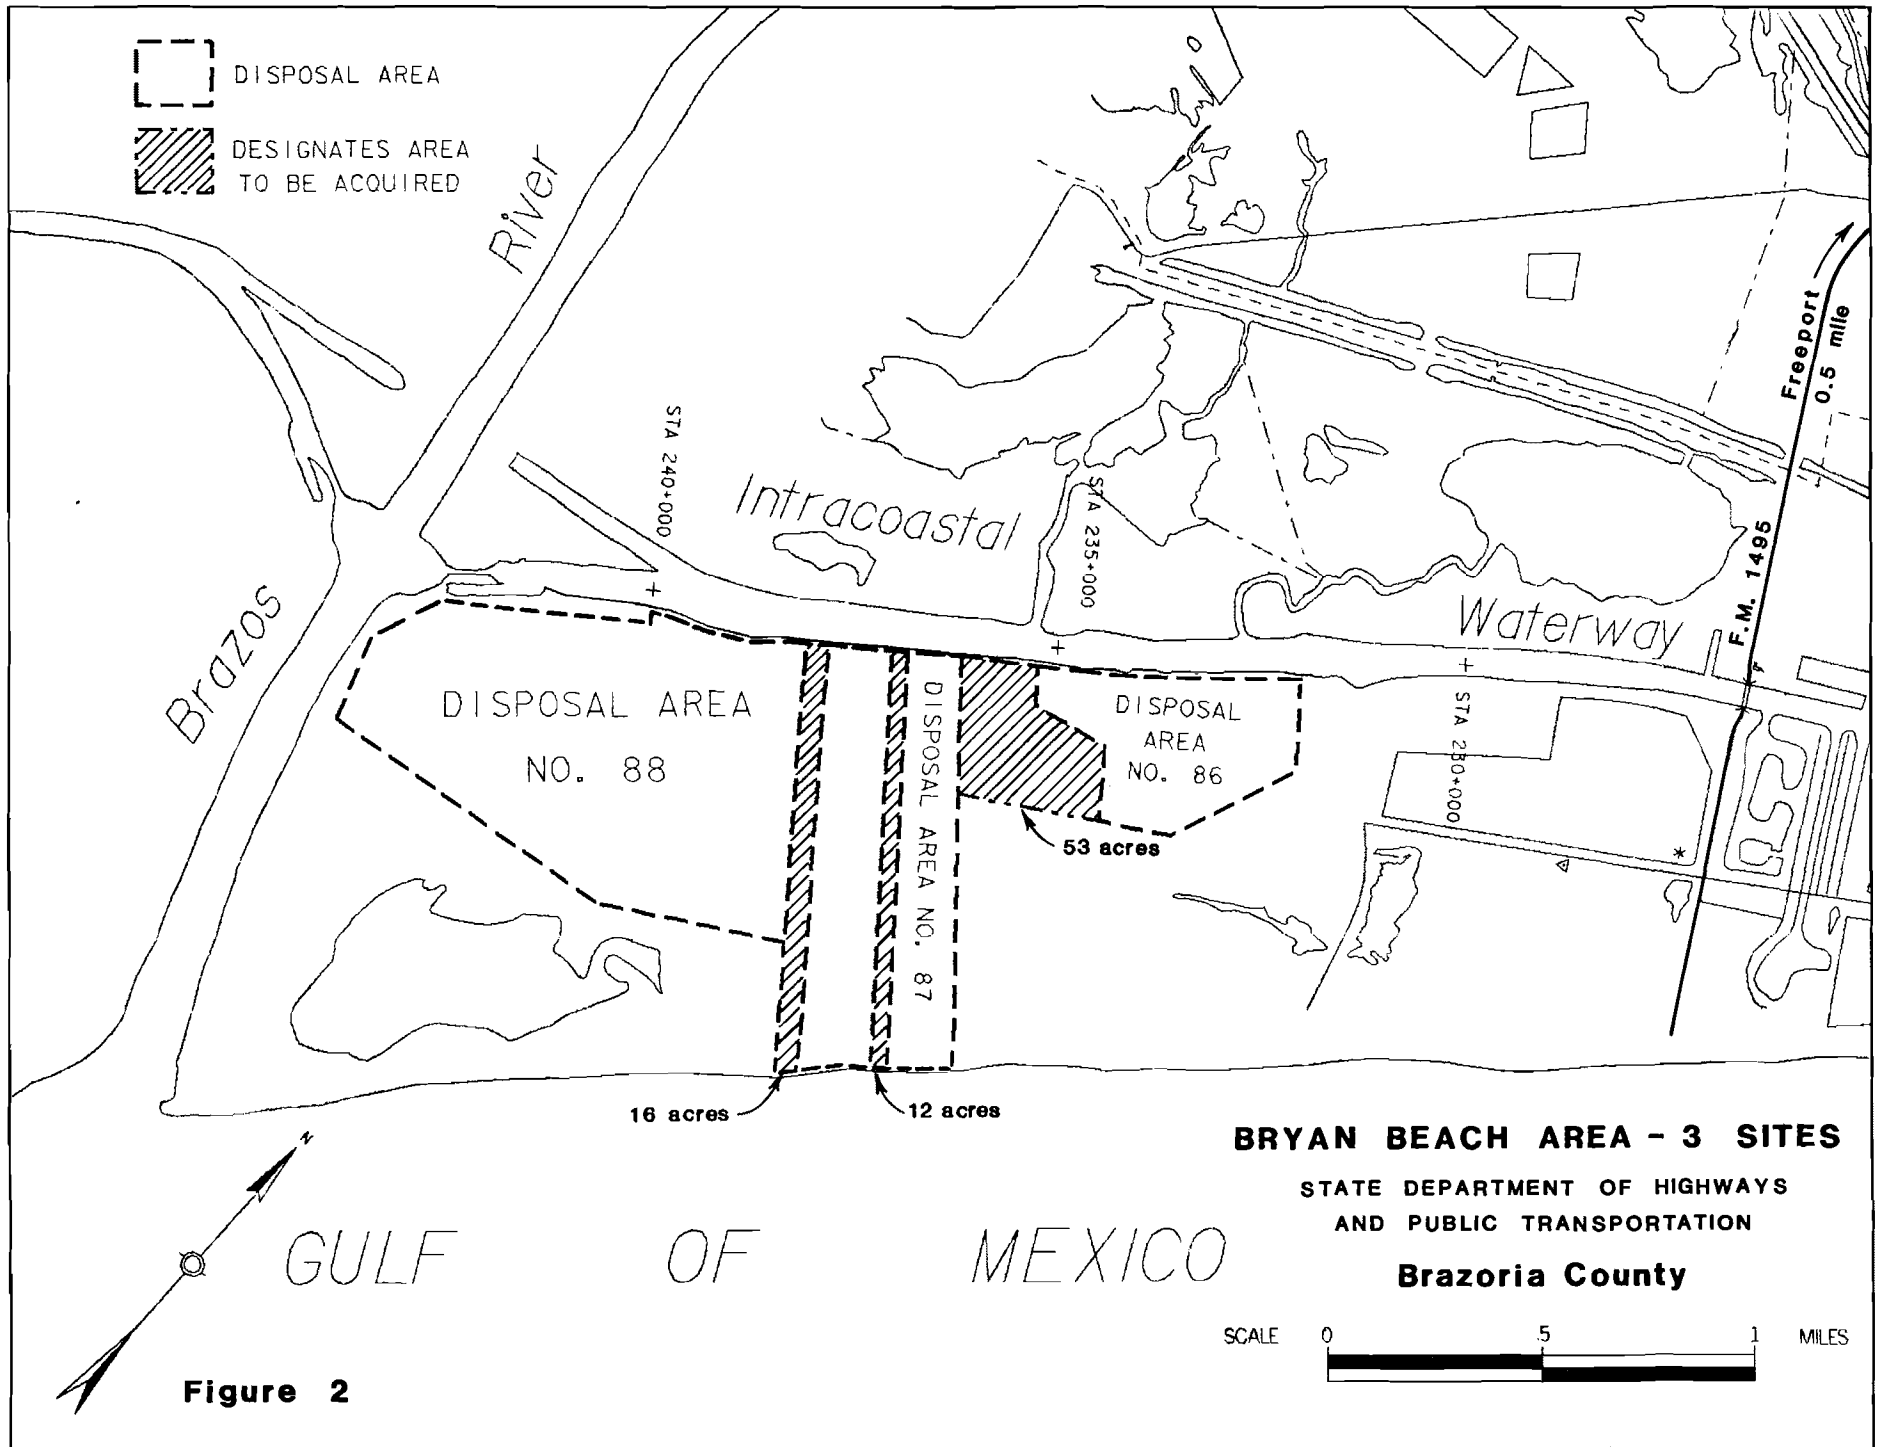 DISPOSAL AREA
DESIGNATES AREA
TO BE ACQUIRED
River
Brazos
STA 240+000
Intracoastal
STA 235+000
Waterway
STA 230+000
Freeport
0.5 mile
F.M. 1495
DISPOSAL AREA
NO. 88
DISPOSAL AREA NO. 87
DISPOSAL
AREA
NO. 86
53 acres
16 acres
12 acres
N
GULF OF MEXICO
BRYAN BEACH AREA - 3 SITES
STATE DEPARTMENT OF HIGHWAYS
AND PUBLIC TRANSPORTATION
Brazoria County
SCALE 0 .5 1 MILES
Figure 2